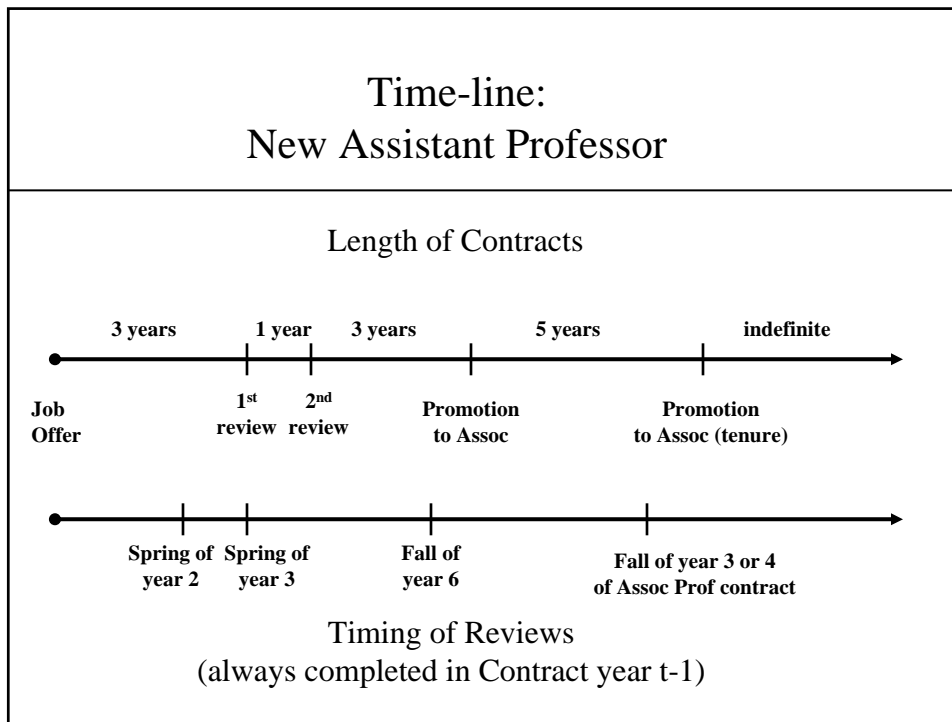 Time-line:
New Assistant Professor
Length of Contracts
3 years 1 year 3 years 5 years indefinite
Job
Offer
1st
review
2nd
review
Promotion
to Assoc
Promotion
to Assoc (tenure)
Spring of
year 2
Spring of
year 3
Fall of
year 6
Fall of year 3 or 4
of Assoc Prof contract
Timing of Reviews
(always completed in Contract year t-1)